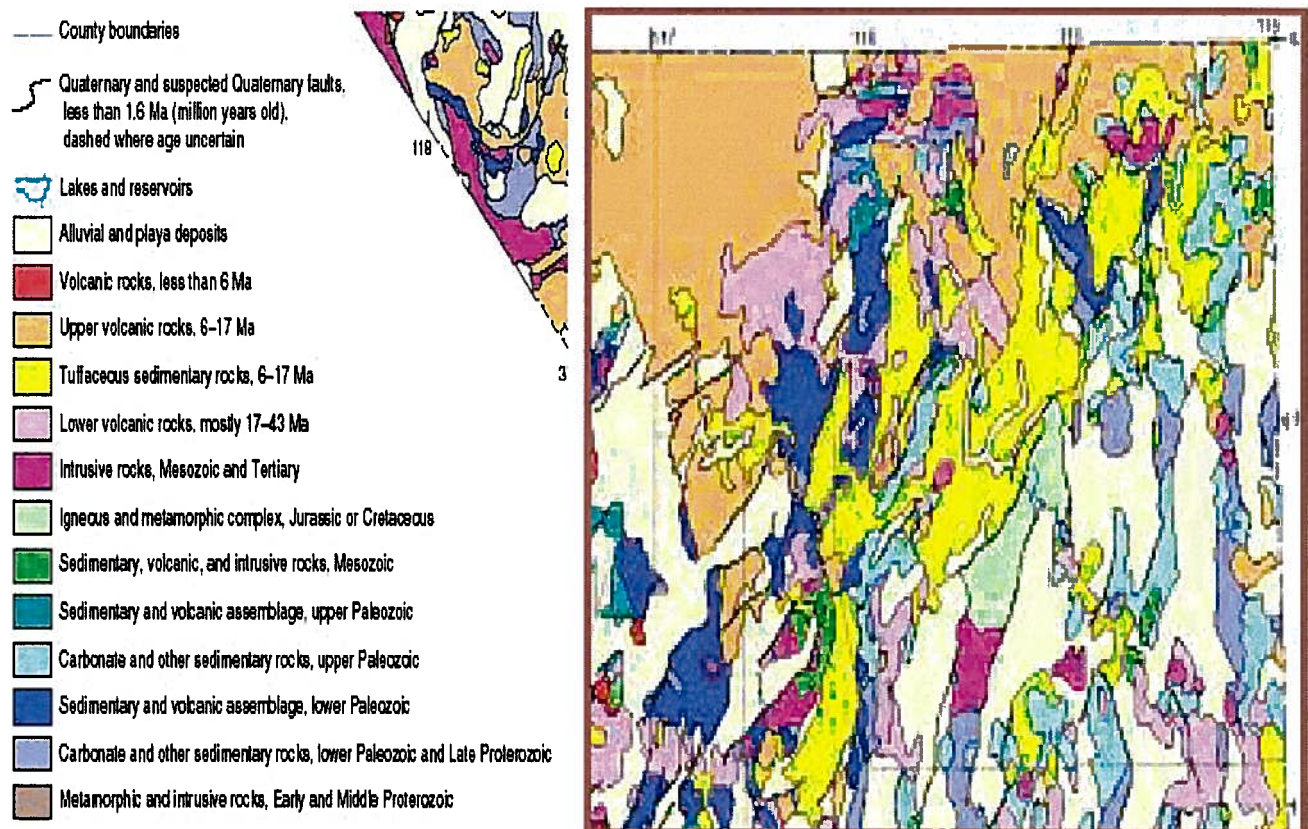 County boundaries
Quaternary and suspected Quaternary faults,
less than 1.6 Ma (million years old),
dashed where age uncertain
Lakes and reservoirs
Alluvial and playa deposits
Volcanic rocks, less than 6 Ma
Upper volcanic rocks, 6–17 Ma
Tuffaceous sedimentary rocks, 6–17 Ma
Lower volcanic rocks, mostly 17–43 Ma
Intrusive rocks, Mesozoic and Tertiary
Igneous and metamorphic complex, Jurassic or Cretaceous
Sedimentary, volcanic, and intrusive rocks, Mesozoic
Sedimentary and volcanic assemblage, upper Paleozoic
Carbonate and other sedimentary rocks, upper Paleozoic
Sedimentary and volcanic assemblage, lower Paleozoic
Carbonate and other sedimentary rocks, lower Paleozoic and Late Proterozoic
Metamorphic and intrusive rocks, Early and Middle Proterozoic
119
3